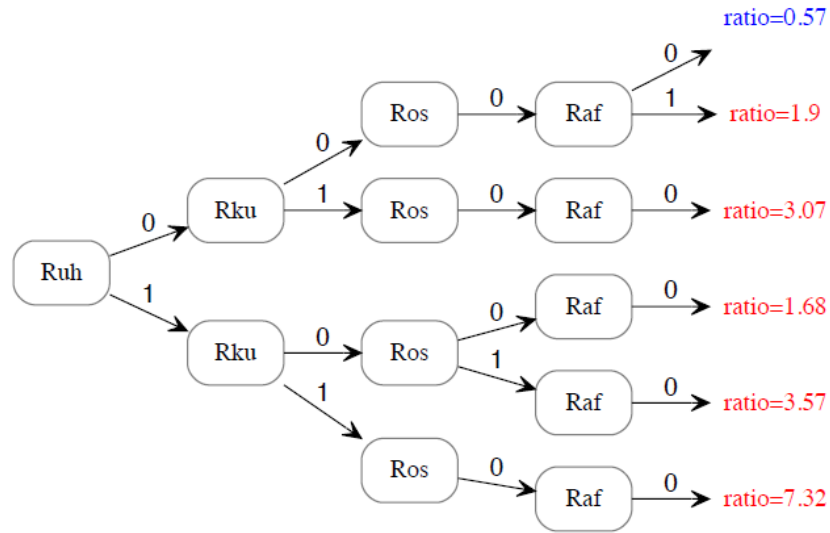 ratio=0.57
0
Ros 0 Raf 1 ratio=1.9
0
Rku 1 Ros 0 Raf 0 ratio=3.07
0
Ruh
1
0 Raf 0 ratio=1.68
Rku 0 Ros
1
1 Raf 0 ratio=3.57
Ros 0 Raf 0 ratio=7.32